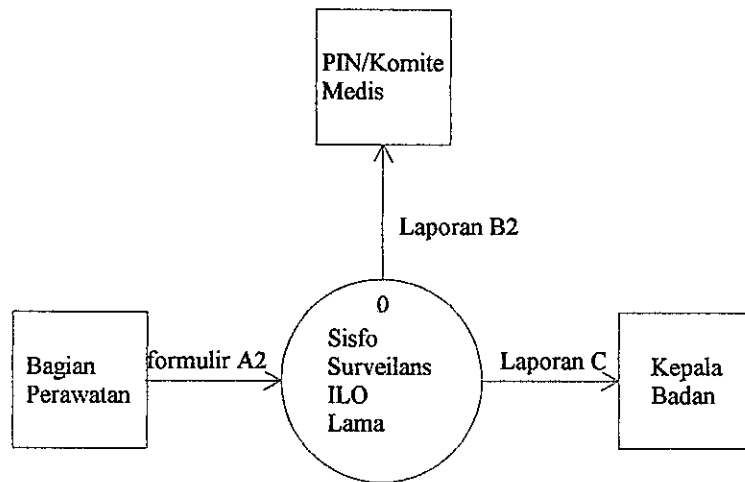 PIN/Komite
Medis
Laporan B2
0
Sisfo
Surveilans
ILO
Lama
Bagian
Perawatan
formulir A2
Laporan C
Kepala
Badan